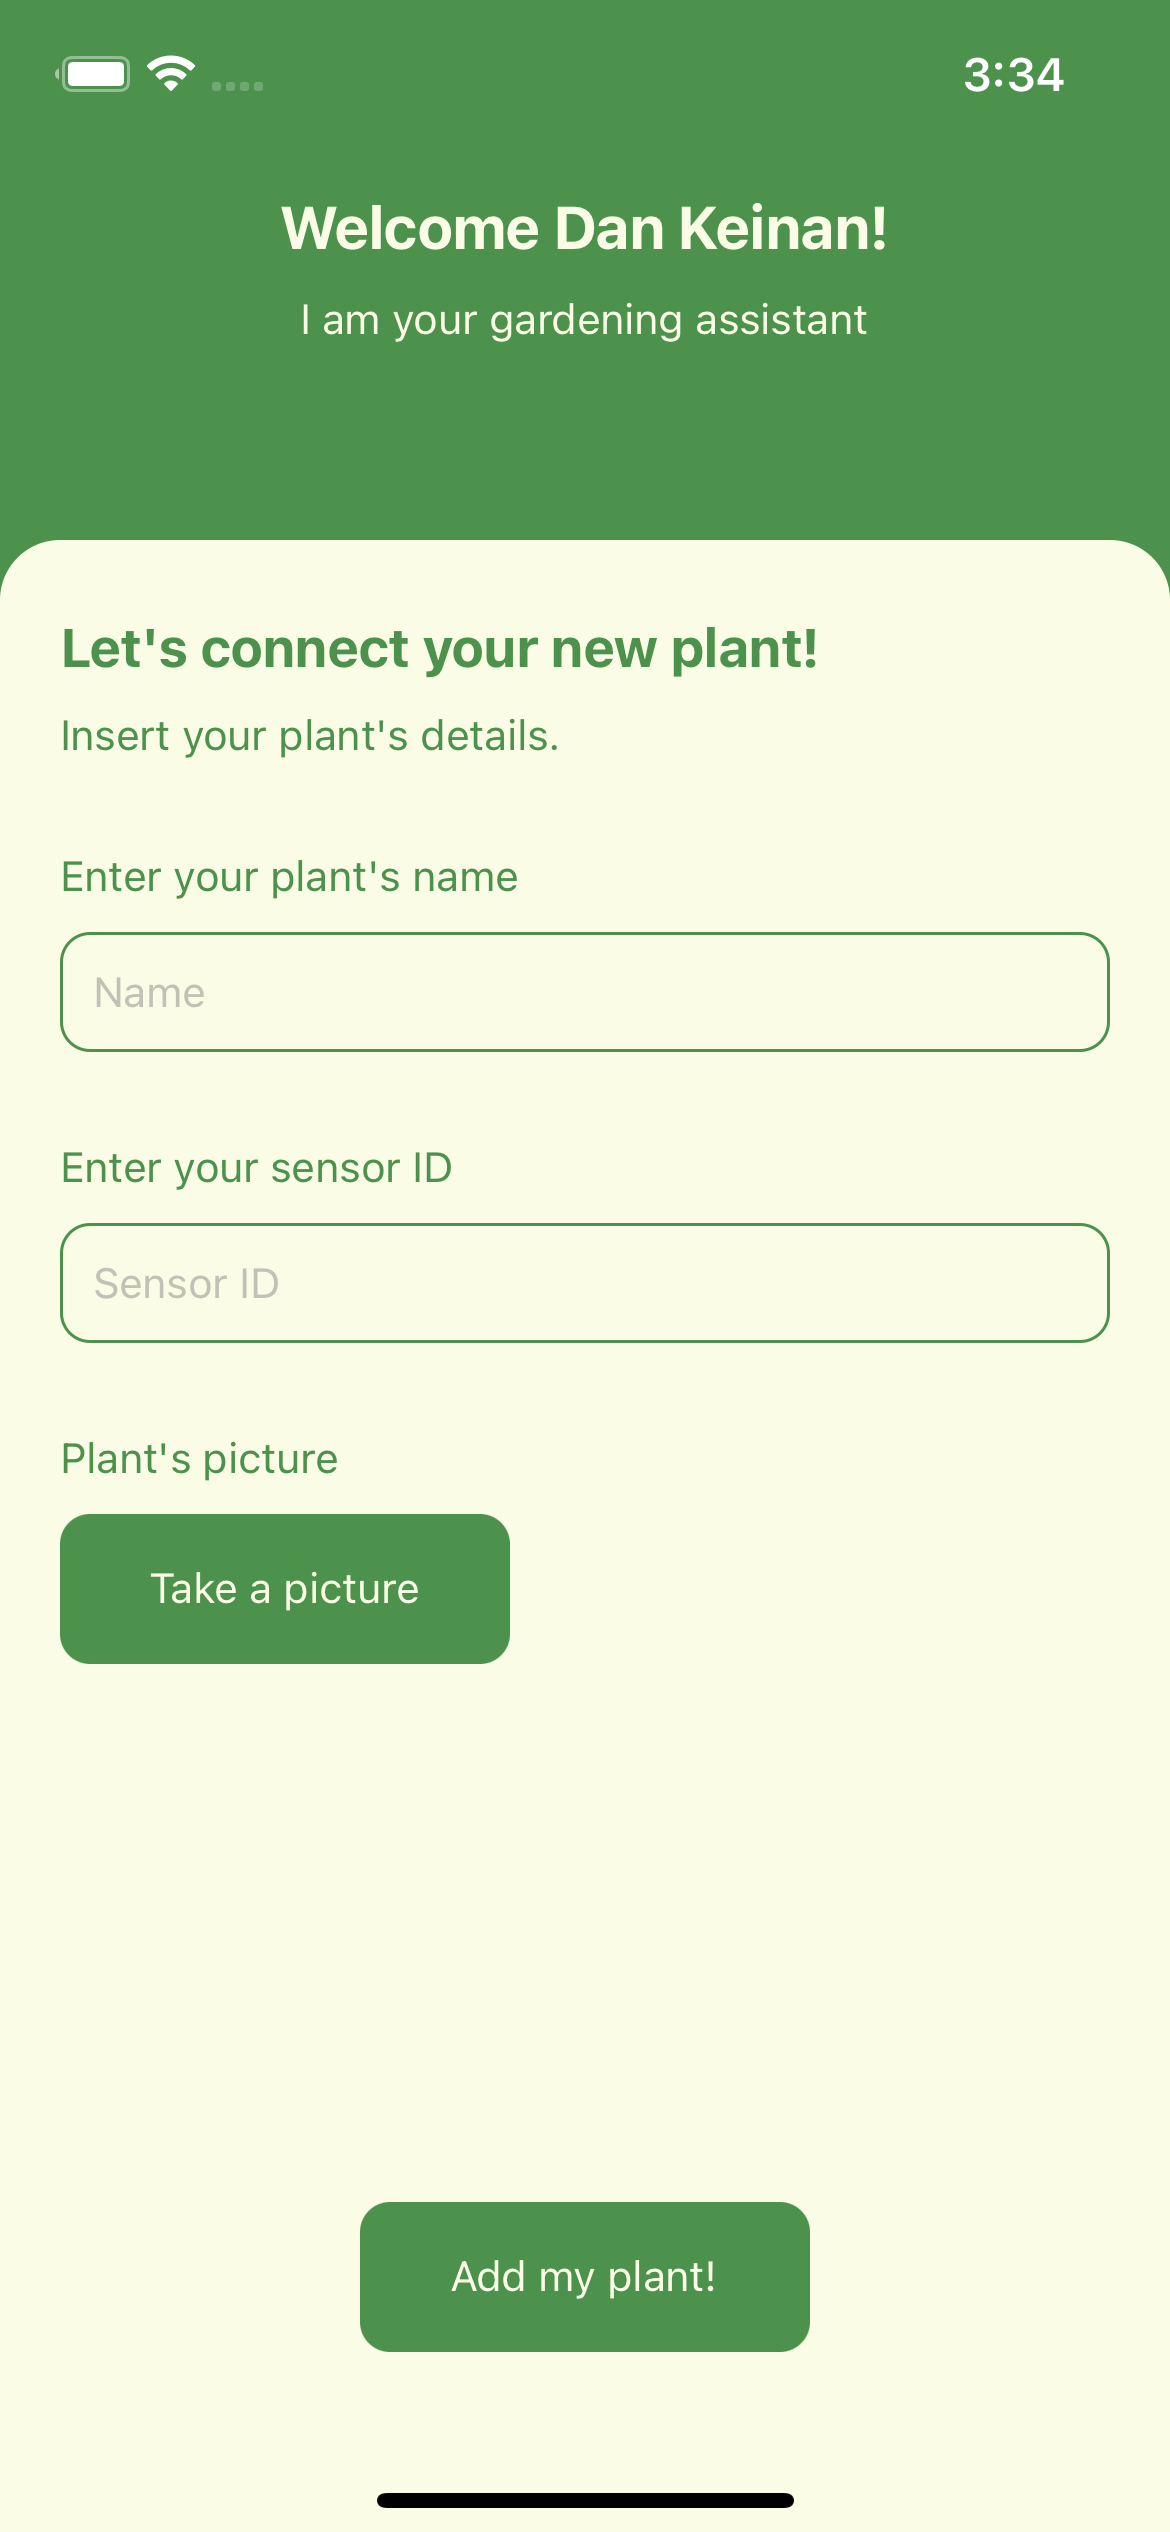 3:34
Welcome Dan Keinan!
I am your gardening assistant
Let's connect your new plant!
Insert your plant's details.
Enter your plant's name
Name
Enter your sensor ID
Sensor ID
Plant's picture
Take a picture
Add my plant!